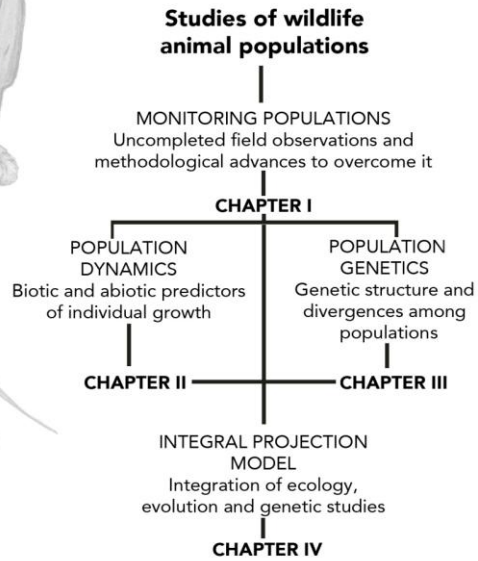 Studies of wildlife
animal populations
MONITORING POPULATIONS
Uncompleted field observations and
methodological advances to overcome it
CHAPTER I
POPULATION
DYNAMICS
Biotic and abiotic predictors
of individual growth
CHAPTER II
POPULATION
GENETICS
Genetic structure and
divergences among
populations
CHAPTER III
INTEGRAL PROJECTION
MODEL
Integration of ecology,
evolution and genetic studies
CHAPTER IV